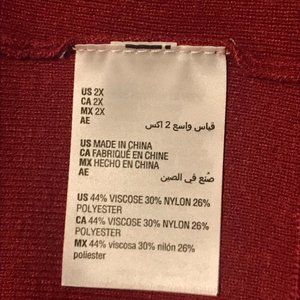 US 2X
CA 2X
MX 2X
AE قياس واسع 2 اكس
US MADE IN CHINA
CA FABRIQUÉ EN CHINE
MX HECHO EN CHINA
AE صنع في الصين
US 44% VISCOSE 30% NYLON 26%
POLYESTER
CA 44% VISCOSE 30% NYLON 26%
POLYESTER
MX 44% viscosa 30% nilón 26%
poliester